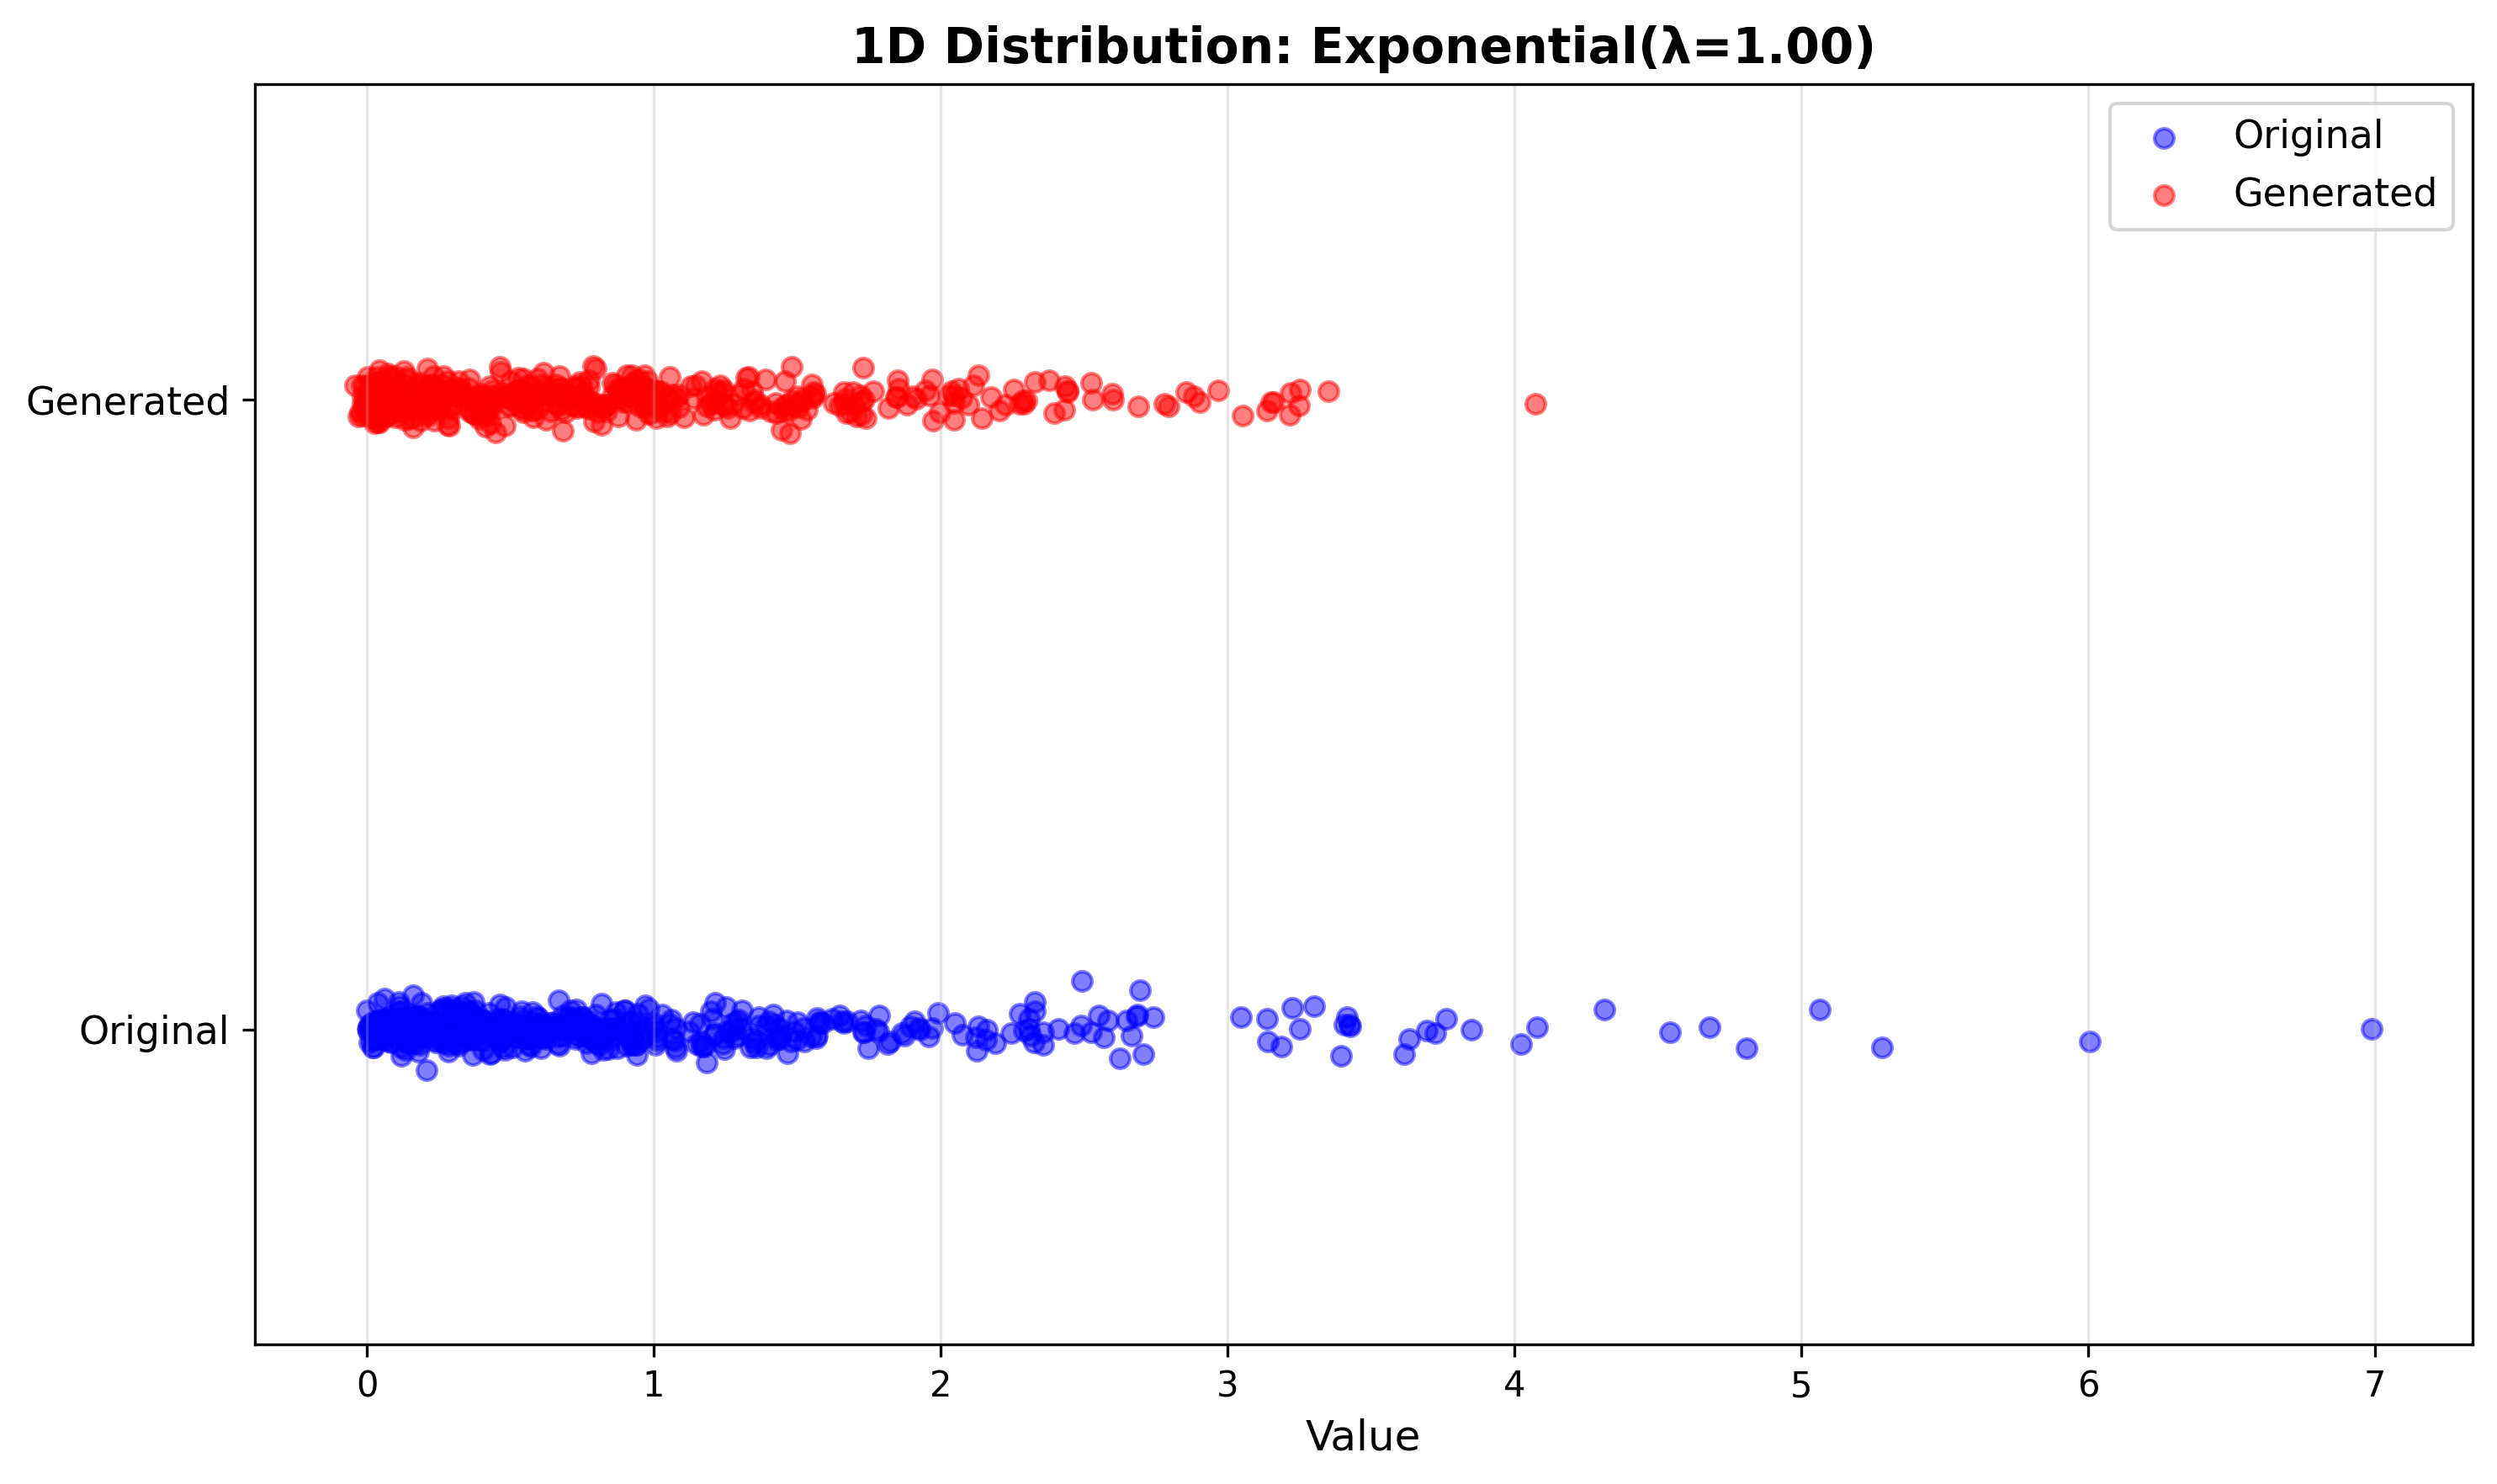 1D Distribution: Exponential(λ=1.00)
Original
Generated
Generated
Original
0 1 2 3 4 5 6 7
Value